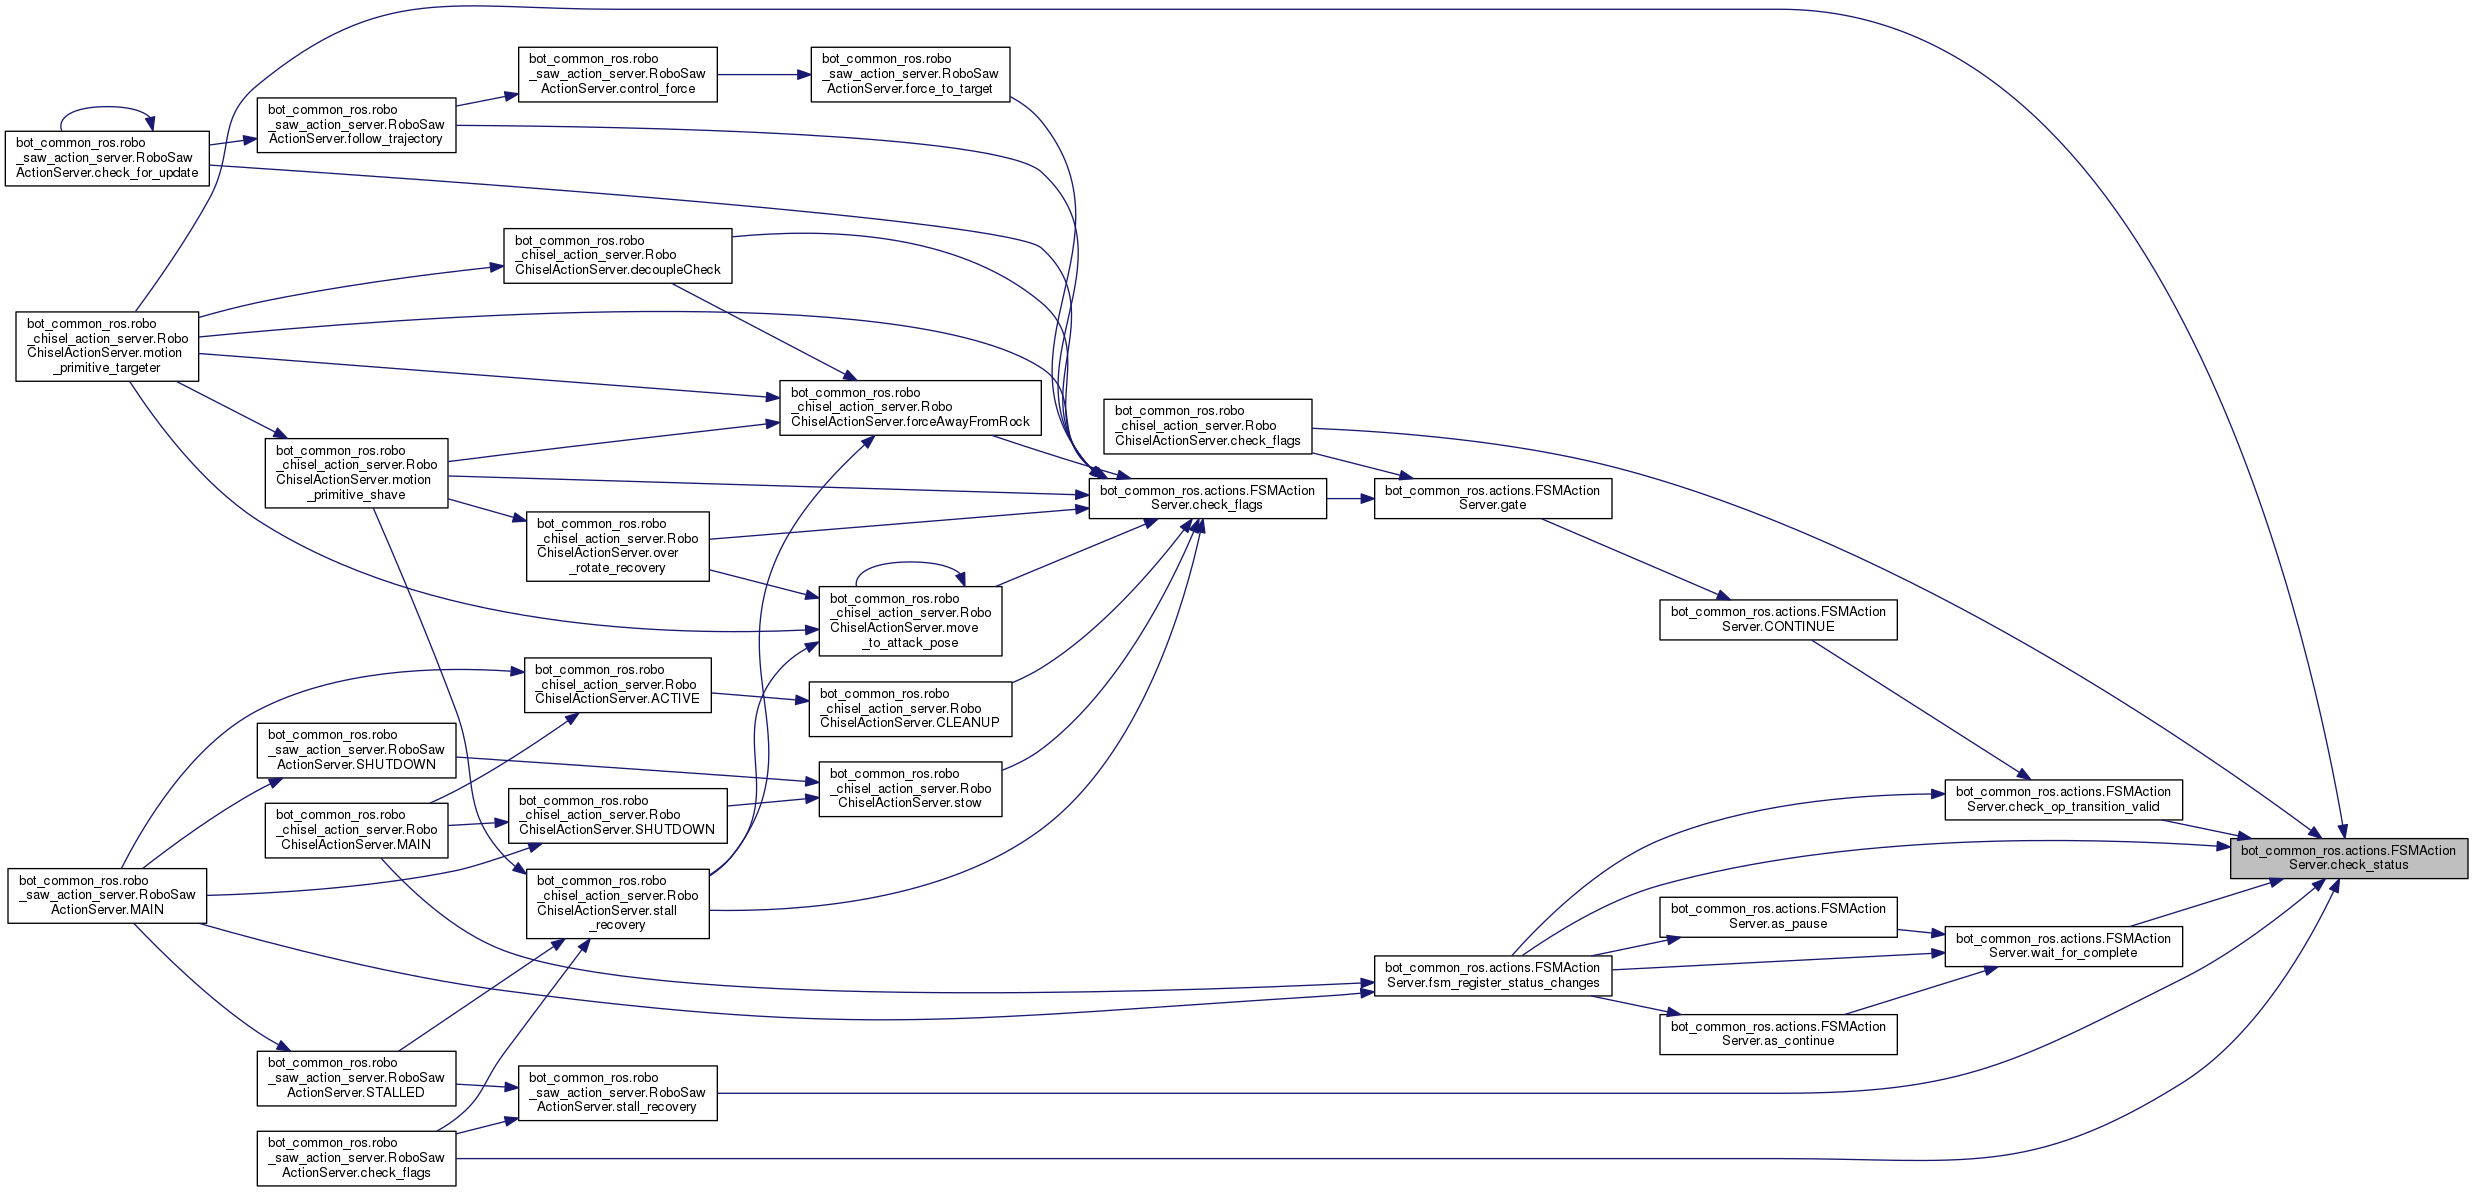 bot_common_ros.robo
_saw_action_server.RoboSaw
ActionServer.control_force
bot_common_ros.robo
_saw_action_server.RoboSaw
ActionServer.force_to_target
bot_common_ros.robo
_saw_action_server.RoboSaw
ActionServer.follow_trajectory
bot_common_ros.robo
_saw_action_server.RoboSaw
ActionServer.check_for_update
bot_common_ros.robo
_chisel_action_server.Robo
ChiselActionServer.decoupleCheck
bot_common_ros.robo
_chisel_action_server.Robo
ChiselActionServer.motion
_primitive_targeter
bot_common_ros.robo
_chisel_action_server.Robo
ChiselActionServer.forceAwayFromRock
bot_common_ros.robo
_chisel_action_server.Robo
ChiselActionServer.check_flags
bot_common_ros.robo
_chisel_action_server.Robo
ChiselActionServer.motion
_primitive_shave
bot_common_ros.actions.FSMAction
Server.check_flags
bot_common_ros.actions.FSMAction
Server.gate
bot_common_ros.robo
_chisel_action_server.Robo
ChiselActionServer.over
_rotate_recovery
bot_common_ros.robo
_chisel_action_server.Robo
ChiselActionServer.move
_to_attack_pose
bot_common_ros.actions.FSMAction
Server.CONTINUE
bot_common_ros.robo
_chisel_action_server.Robo
ChiselActionServer.ACTIVE
bot_common_ros.robo
_chisel_action_server.Robo
ChiselActionServer.CLEANUP
bot_common_ros.robo
_saw_action_server.RoboSaw
ActionServer.SHUTDOWN
bot_common_ros.robo
_chisel_action_server.Robo
ChiselActionServer.stow
bot_common_ros.actions.FSMAction
Server.check_op_transition_valid
bot_common_ros.robo
_chisel_action_server.Robo
ChiselActionServer.SHUTDOWN
bot_common_ros.robo
_chisel_action_server.Robo
ChiselActionServer.MAIN
bot_common_ros.actions.FSMAction
Server.check_status
bot_common_ros.robo
_saw_action_server.RoboSaw
ActionServer.MAIN
bot_common_ros.robo
_chisel_action_server.Robo
ChiselActionServer.stall
_recovery
bot_common_ros.actions.FSMAction
Server.as_pause
bot_common_ros.actions.FSMAction
Server.wait_for_complete
bot_common_ros.actions.FSMAction
Server.fsm_register_status_changes
bot_common_ros.actions.FSMAction
Server.as_continue
bot_common_ros.robo
_saw_action_server.RoboSaw
ActionServer.STALLED
bot_common_ros.robo
_saw_action_server.RoboSaw
ActionServer.stall_recovery
bot_common_ros.robo
_saw_action_server.RoboSaw
ActionServer.check_flags